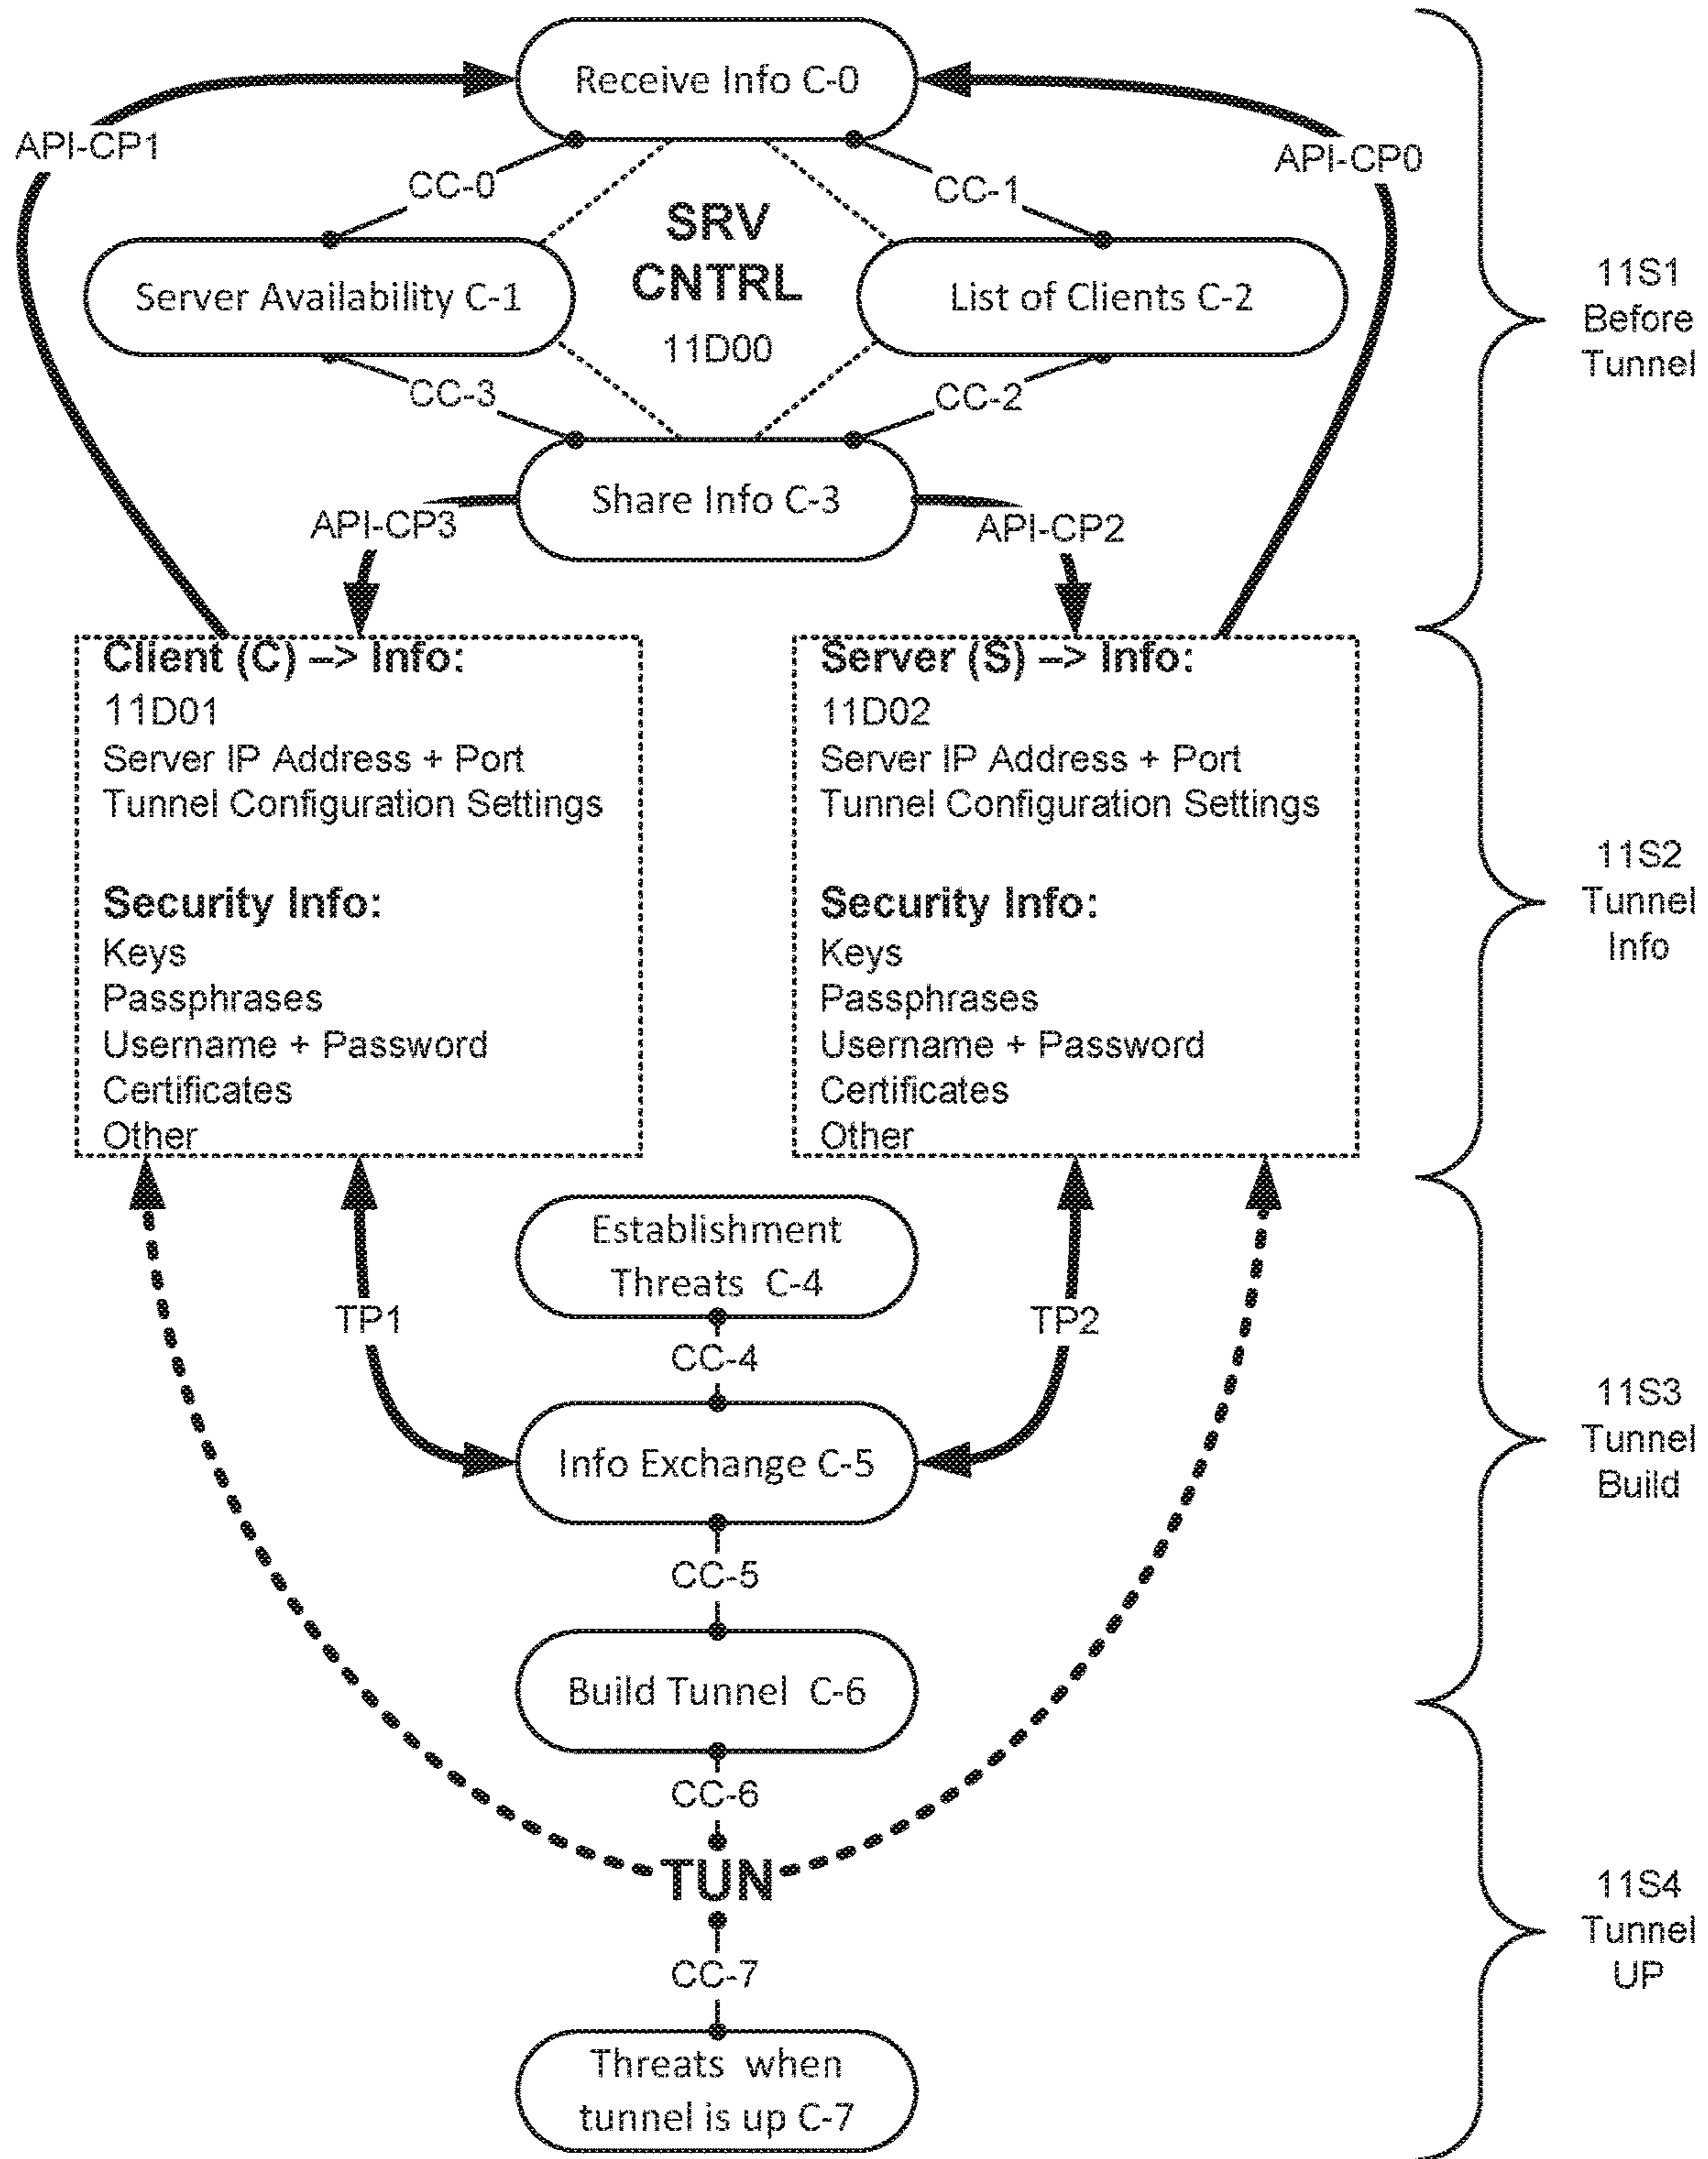 Receive Info C-0
API-CP1
API-CP0
CC-0
CC-1
SRV
CNTRL
11D00
Server Availability C-1
List of Clients C-2
11S1
Before
Tunnel
CC-3
CC-2
Share Info C-3
API-CP3
API-CP2
Client (C) --> Info:
11D01
Server IP Address + Port
Tunnel Configuration Settings
Security Info:
Keys
Passphrases
Username + Password
Certificates
Other
Server (S) --> Info:
11D02
Server IP Address + Port
Tunnel Configuration Settings
Security Info:
Keys
Passphrases
Username + Password
Certificates
Other
11S2
Tunnel
Info
Establishment
Threats C-4
TP1
TP2
CC-4
Info Exchange C-5
11S3
Tunnel
Build
CC-5
Build Tunnel C-6
CC-6
TUN
11S4
Tunnel
UP
CC-7
Threats when
tunnel is up C-7